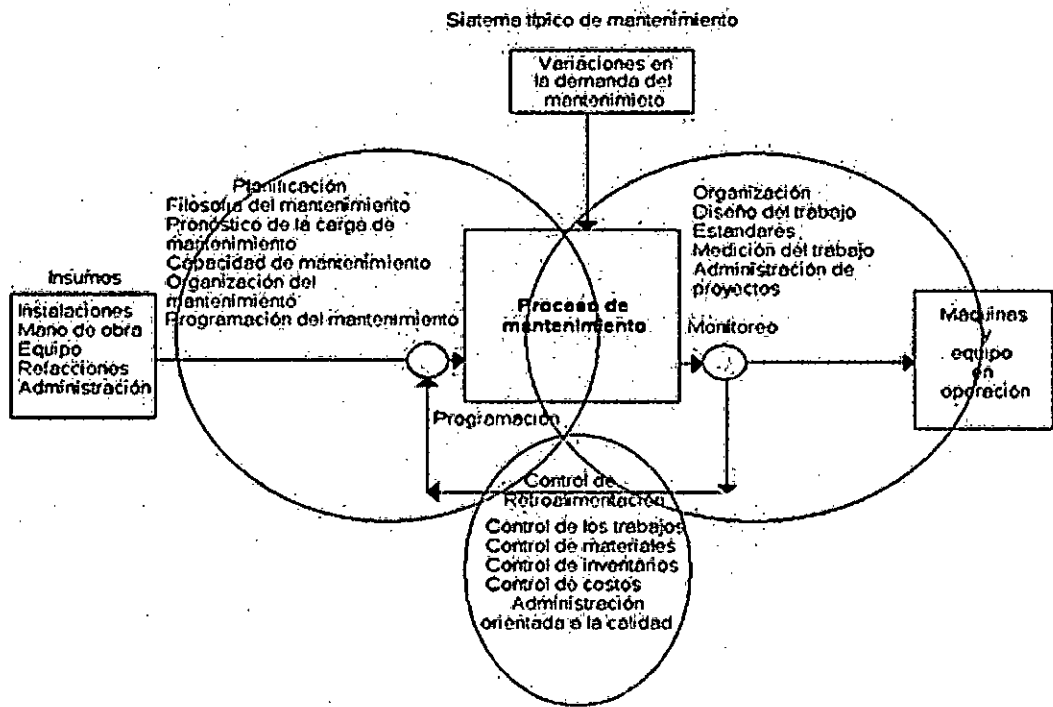 Sistema típico de mantenimiento
Variaciones en
la demanda del
mantenimieto
Planificación
Filosofía del mantenimiento
Pronóstico de la carga de
mantenimiento
Capacidad de mantenimiento
Organización del
mantenimiento
Programación del mantenimiento
Organización
Diseño del trabajo
Estándares
Medición del trabajo
Administración de
proyectos
Insumos
Instalaciones
Mano de obra
Equipo
Refacciones
Administración
Proceso de
mantenimiento
Monitoreo
Máquinas
y
equipo
en
operación
Programación
Control de
Retroalimentación
Control de los trabajos
Control de materiales
Control de inventarios
Control de costos
Administración
orientada a la calidad